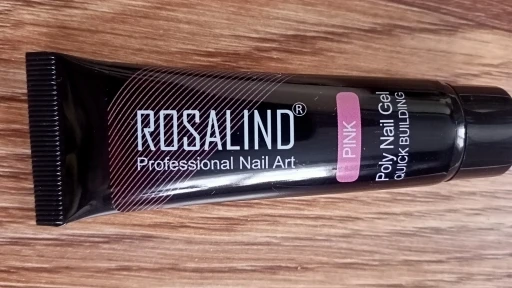 ROSALIND®
Professional Nail Art
PINK
Poly Nail Gel
QUICK BUILDING